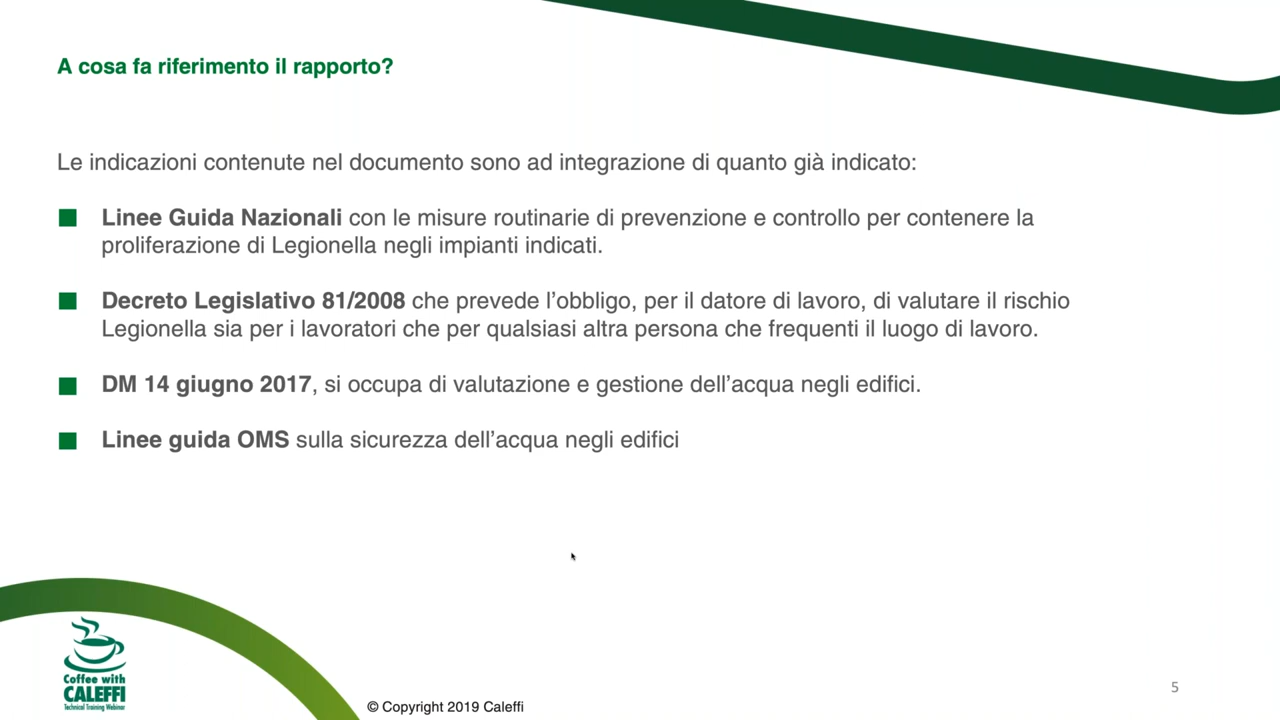 A cosa fa riferimento il rapporto?
Le indicazioni contenute nel documento sono ad integrazione di quanto già indicato:
Linee Guida Nazionali con le misure routinarie di prevenzione e controllo per contenere la
proliferazione di Legionella negli impianti indicati.
Decreto Legislativo 81/2008 che prevede l’obbligo, per il datore di lavoro, di valutare il rischio
Legionella sia per i lavoratori che per qualsiasi altra persona che frequenti il luogo di lavoro.
DM 14 giugno 2017, si occupa di valutazione e gestione dell’acqua negli edifici.
Linee guida OMS sulla sicurezza dell’acqua negli edifici
Coffee with
CALEFFI
Technical Training Webinar
© Copyright 2019 Caleffi
5